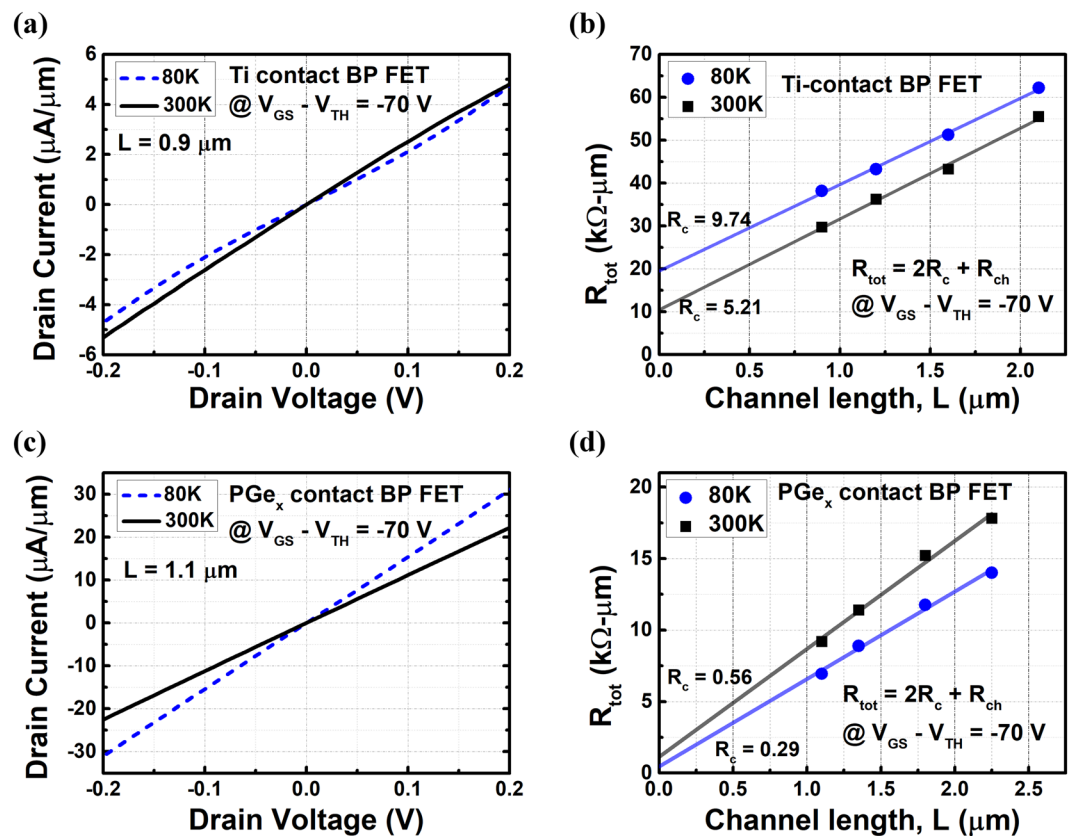 (a)
80K
300K
Ti contact BP FET
@ V_GS - V_TH = -70 V
L = 0.9 μm
Drain Current (μA/μm)
6
4
2
0
-2
-4
-6
-0.2
-0.1
0.0
0.1
0.2
Drain Voltage (V)
(b)
80K
300K
Ti-contact BP FET
R_c = 9.74
R_c = 5.21
R_tot = 2R_c + R_ch
@ V_GS - V_TH = -70 V
R_tot (kΩ-μm)
70
60
50
40
30
20
10
0
0.0
0.5
1.0
1.5
2.0
Channel length, L (μm)
(c)
80K
300K
PGe_x contact BP FET
@ V_GS - V_TH = -70 V
L = 1.1 μm
Drain Current (μA/μm)
30
20
10
0
-10
-20
-30
-0.2
-0.1
0.0
0.1
0.2
Drain Voltage (V)
(d)
80K
300K
PGe_x contact BP FET
R_c = 0.56
R_c = 0.29
R_tot = 2R_c + R_ch
@ V_GS - V_TH = -70 V
R_tot (kΩ-μm)
20
15
10
5
0
0.0
0.5
1.0
1.5
2.0
2.5
Channel length, L (μm)